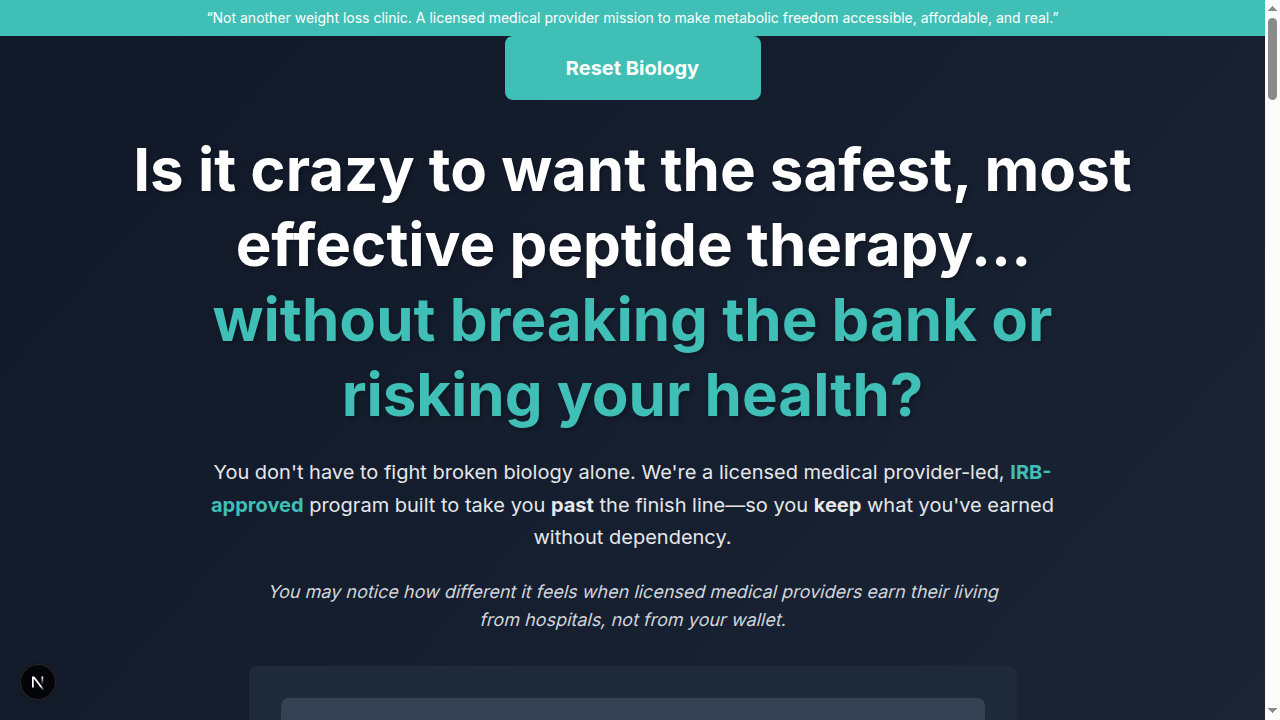 “Not another weight loss clinic. A licensed medical provider mission to make metabolic freedom accessible, affordable, and real.”
Reset Biology
Is it crazy to want the safest, most
effective peptide therapy...
without breaking the bank or
risking your health?
You don't have to fight broken biology alone. We're a licensed medical provider-led, IRB-
approved program built to take you past the finish line—so you keep what you've earned
without dependency.
You may notice how different it feels when licensed medical providers earn their living
from hospitals, not from your wallet.
N